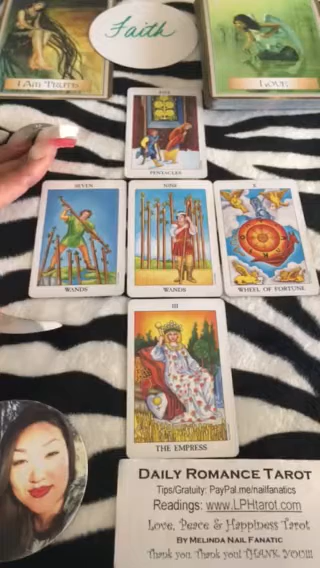 Faith
I AM TRUTH
LOVE
FIVE
PENTACLES
SEVEN
NINE
X
WANDS
WANDS
WHEEL OF FORTUNE
III
THE EMPRESS
DAILY ROMANCE TAROT
Tips/Gratuity: PayPal.me/nailfanatics
Readings: www.LPHtarot.com
Love, Peace & Happiness Tarot
BY MELINDA NAIL FANATIC
Thank you. Thank you! THANK YOU!!!